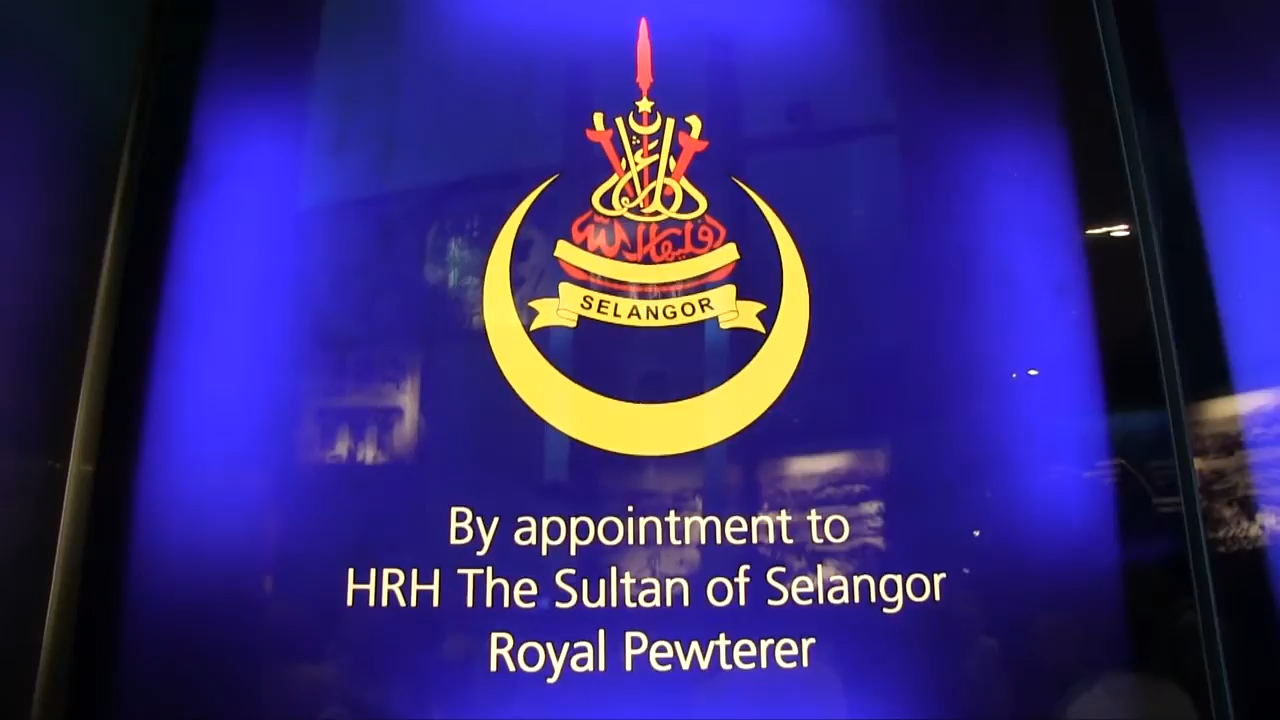 SELANGOR
By appointment to
HRH The Sultan of Selangor
Royal Pewterer